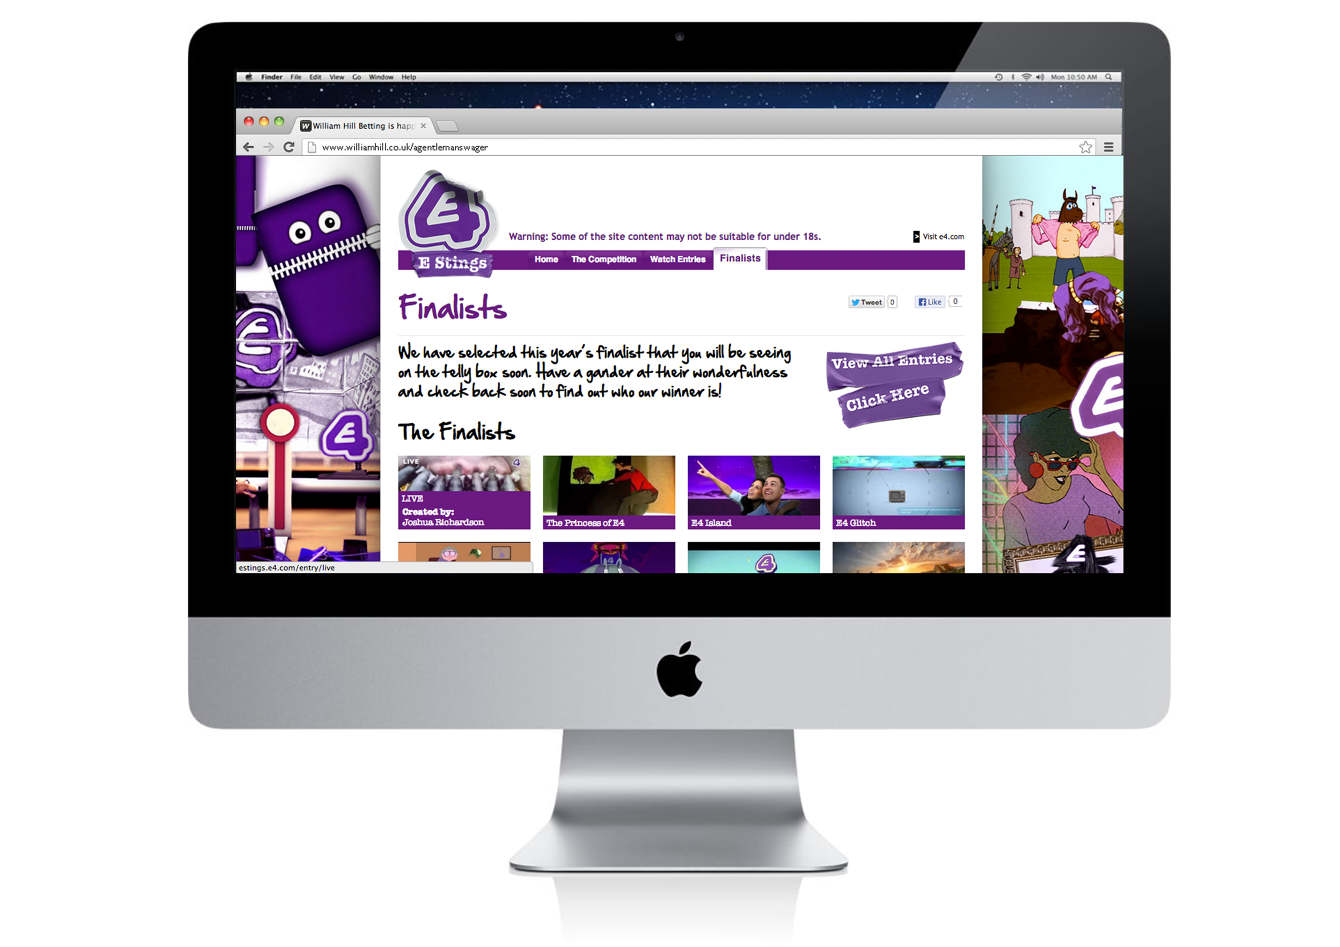 Finder File Edit View Go Window Help
Mon 10:50 AM
William Hill Betting is hap
www.williamhill.co.uk/agentlemanswager
E4
E Stings
Warning: Some of the site content may not be suitable for under 18s.
Visit e4.com
Home The Competition Watch Entries Finalists
Finalists
Tweet 0 Like 0
We have selected this year's finalist that you will be seeing
on the telly box soon. Have a gander at their wonderfulness
and check back soon to find out who our winner is!
View All Entries
Click Here
The Finalists
LIVE
LIVE
Created by:
Joshua Richardson
The Princess of E4
E4 Island
E4 Glitch
estings.e4.com/entry/live